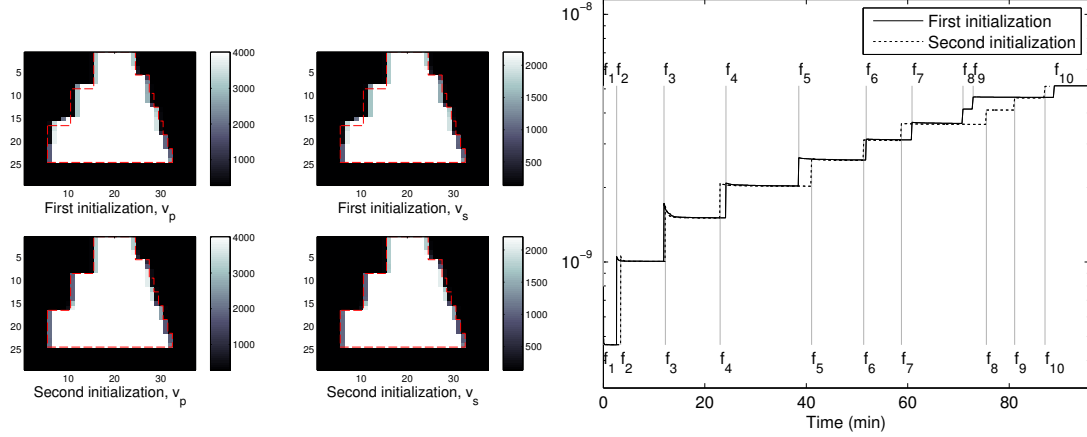 5
10
15
20
25
10 20 30
First initialization, v_p
4000
3000
2000
1000
5
10
15
20
25
10 20 30
First initialization, v_s
2000
1500
1000
500
5
10
15
20
25
10 20 30
Second initialization, v_p
4000
3000
2000
1000
5
10
15
20
25
10 20 30
Second initialization, v_s
2000
1500
1000
500
10^-8
10^-9
First initialization
Second initialization
f_1 f_2 f_3 f_4 f_5 f_6 f_7 f_8 f_9 f_10
f_1 f_2 f_3 f_4 f_5 f_6 f_7 f_8 f_9 f_10
0 20 40 60 80
Time (min)